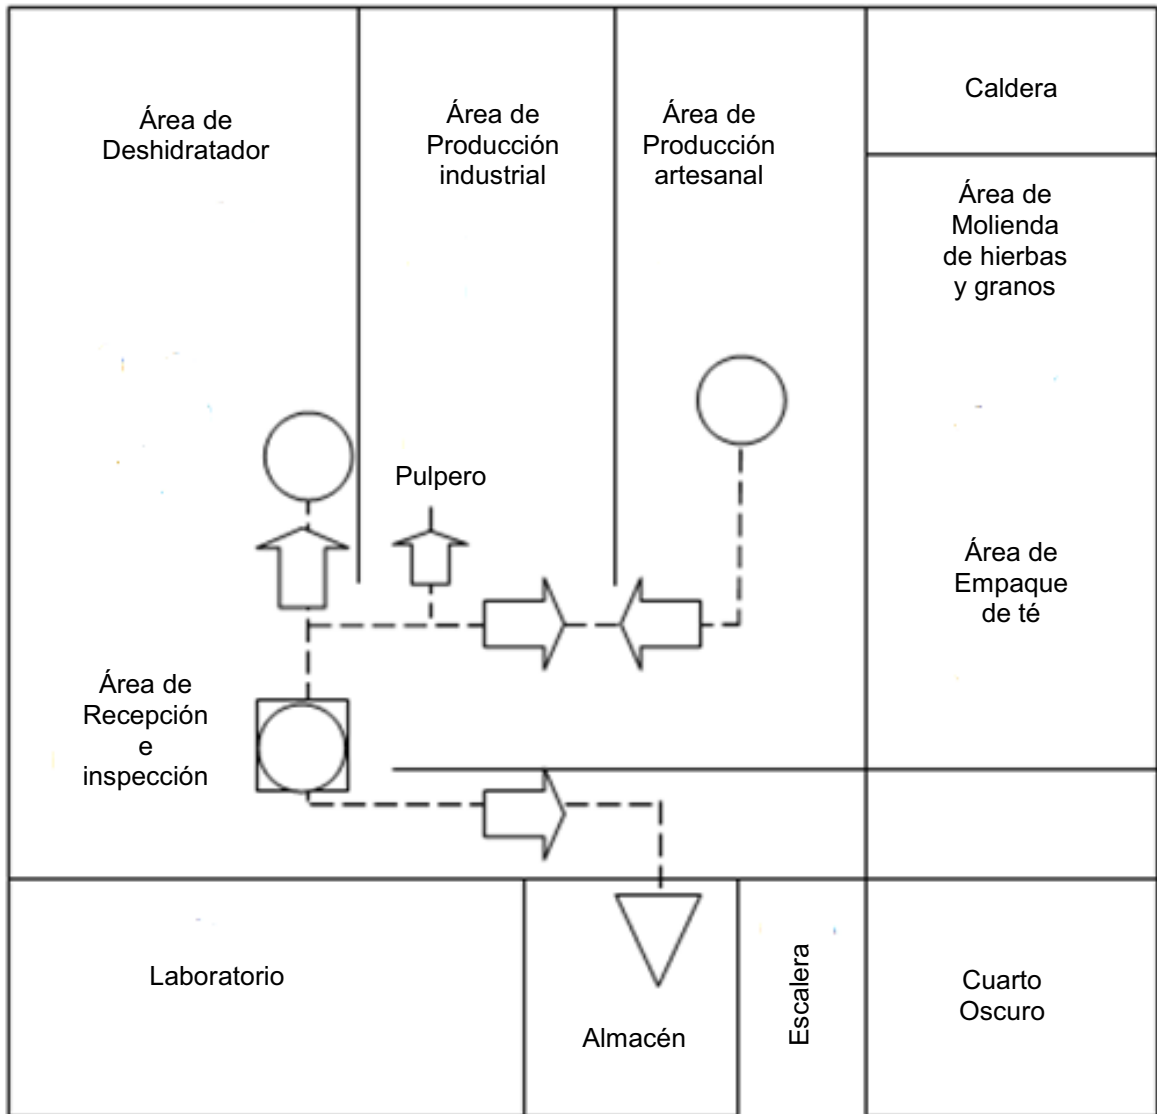 Área de
Deshidratador
Área de
Producción
industrial
Área de
Producción
artesanal
Caldera
Área de
Molienda
de hierbas
y granos
Pulpero
Área de
Empaque
de té
Área de
Recepción
e
inspección
Laboratorio
Almacén
Escalera
Cuarto
Oscuro